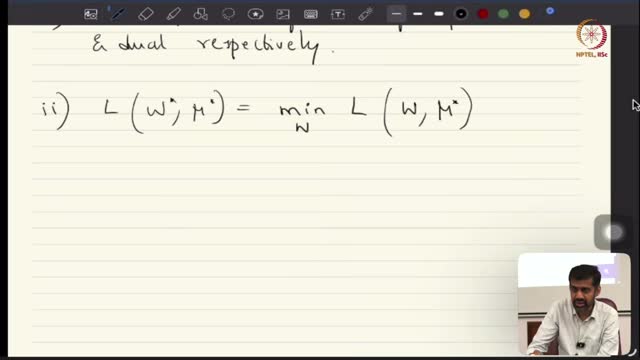 & dual respectively.
NPTEL, IISc
ii) L (W*, M*) = min L (W, M*)
W